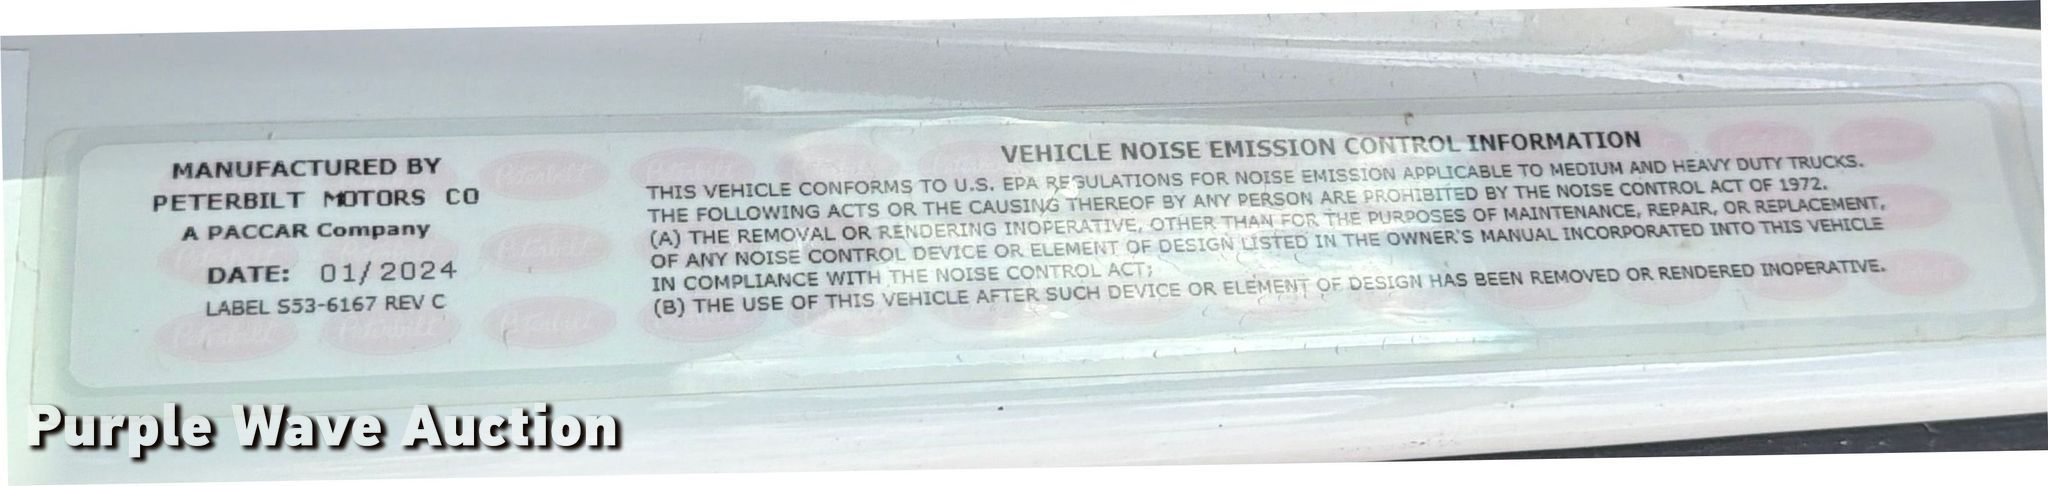 MANUFACTURED BY
PETERBILT MOTORS CO
A PACCAR Company
DATE: 01/2024
LABEL S53-6167 REV C
VEHICLE NOISE EMISSION CONTROL INFORMATION
THIS VEHICLE CONFORMS TO U.S. EPA REGULATIONS FOR NOISE EMISSION APPLICABLE TO MEDIUM AND HEAVY DUTY TRUCKS.
THE FOLLOWING ACTS OR THE CAUSING THEREOF BY ANY PERSON ARE PROHIBITED BY THE NOISE CONTROL ACT OF 1972.
(A) THE REMOVAL OR RENDERING INOPERATIVE, OTHER THAN FOR THE PURPOSES OF MAINTENANCE, REPAIR, OR REPLACEMENT,
OF ANY NOISE CONTROL DEVICE OR ELEMENT OF DESIGN LISTED IN THE OWNER'S MANUAL INCORPORATED INTO THIS VEHICLE
IN COMPLIANCE WITH THE NOISE CONTROL ACT;
(B) THE USE OF THIS VEHICLE AFTER SUCH DEVICE OR ELEMENT OF DESIGN HAS BEEN REMOVED OR RENDERED INOPERATIVE.
Purple Wave Auction